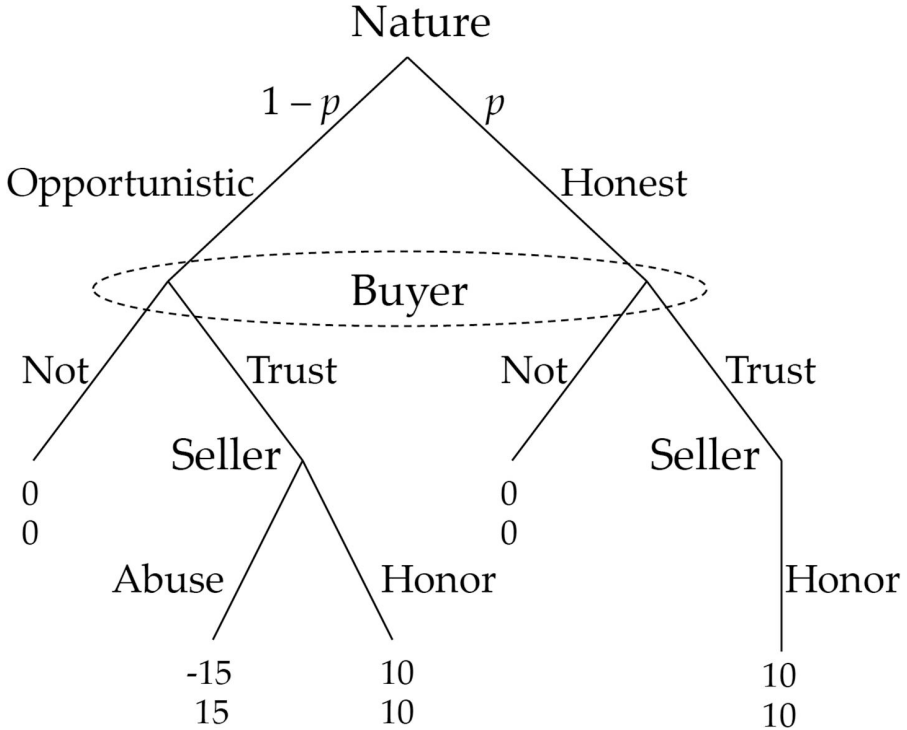 Nature
1 – p
p
Opportunistic
Honest
Buyer
Not
Trust
Not
Trust
Seller
Seller
0
0
0
0
Abuse
Honor
Honor
-15
15
10
10
10
10